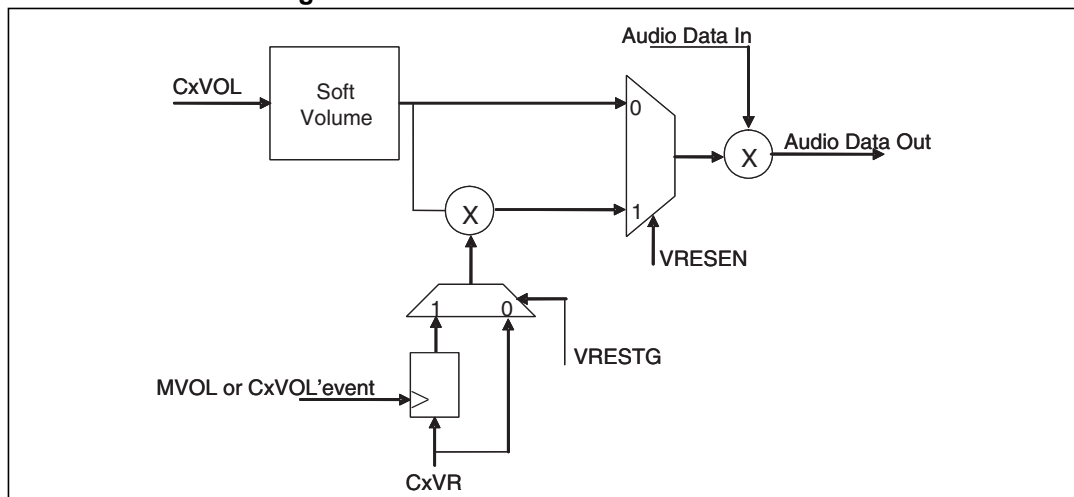 g
Audio Data In
CxVOL
Soft
Volume
0
X
Audio Data Out
X
1
VRESEN
1 0
VRESTG
MVOL or CxVOL'event
CxVR